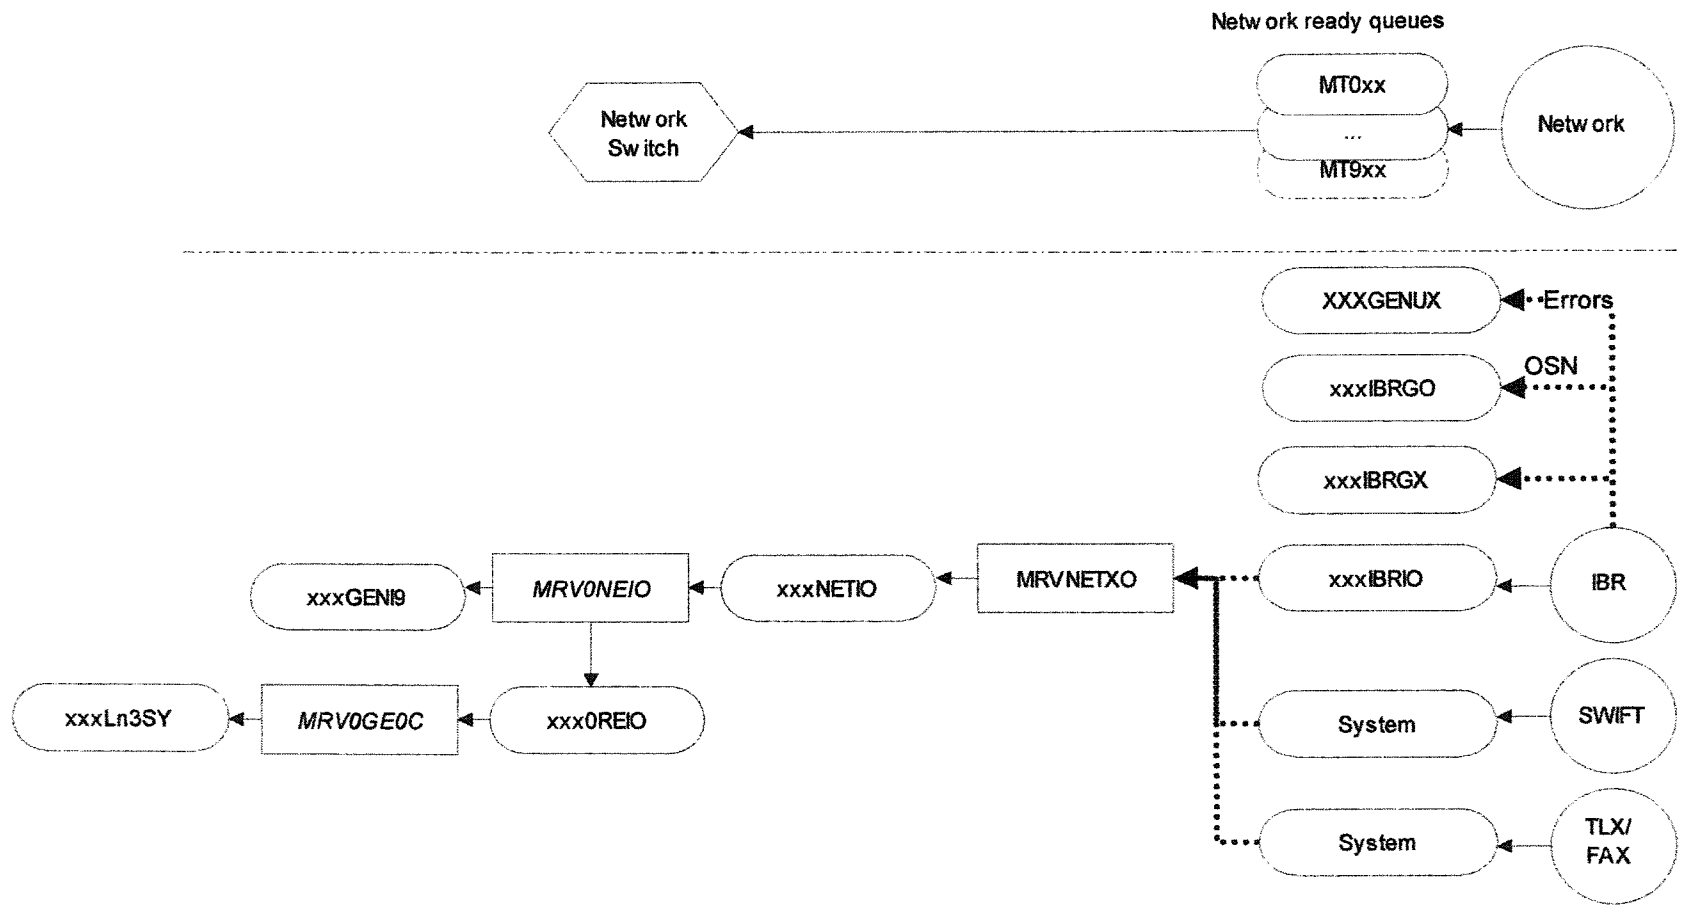 Network ready queues
MT0xx
...
MT9xx
Network
Network
Switch
XXXGENUX
Errors
xxxIBRGO
OSN
xxxIBRGX
xxxGENI9
MRV0NEIO
xxxNETIO
MRVNETXO
xxxIBRIO
IBR
xxxLn3SY
MRV0GE0C
xxx0REIO
System
SWIFT
System
TLX/
FAX